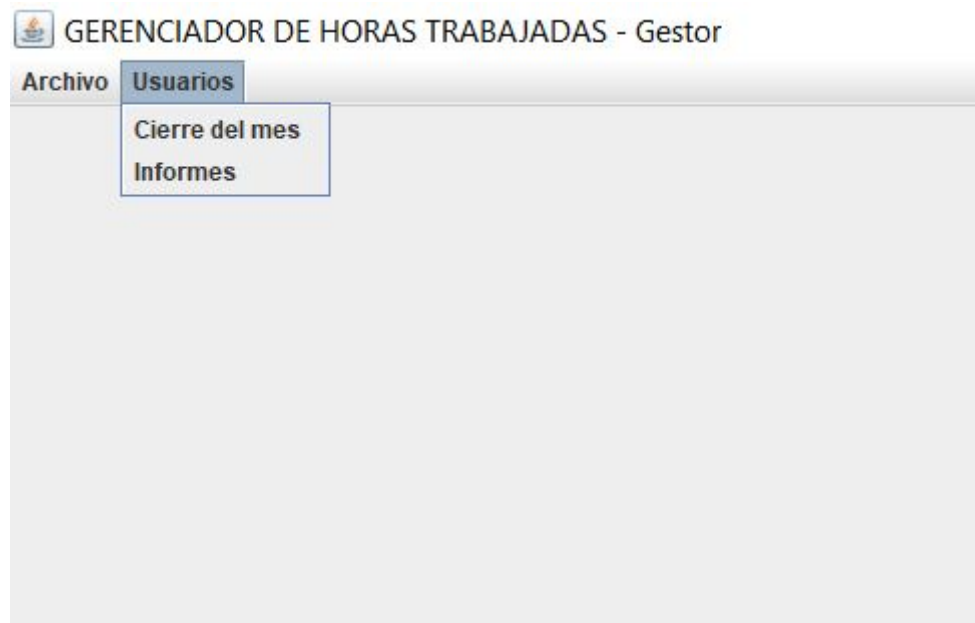 GERENCIADOR DE HORAS TRABAJADAS - Gestor
Archivo Usuarios
Cierre del mes
Informes